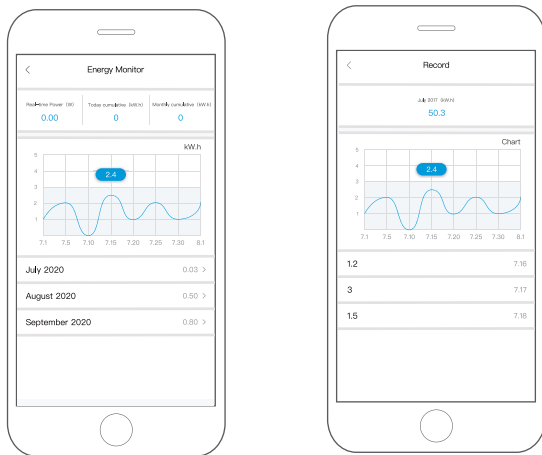 Energy Monitor
Real-time Power (W) Today cumulative (kW.h) Monthly cumulative (kW.h)
0.00 0 0
kW.h
5
4
3
2
1
2.4
7.1 7.5 7.10 7.15 7.20 7.25 7.30 8.1
July 2020 0.03 >
August 2020 0.50 >
September 2020 0.80 >
Record
July 2017 (kW.h)
50.3
Chart
5
4
3
2
1
2.4
7.1 7.5 7.10 7.15 7.20 7.25 7.30 8.1
1.2 7.16
3 7.17
1.5 7.18